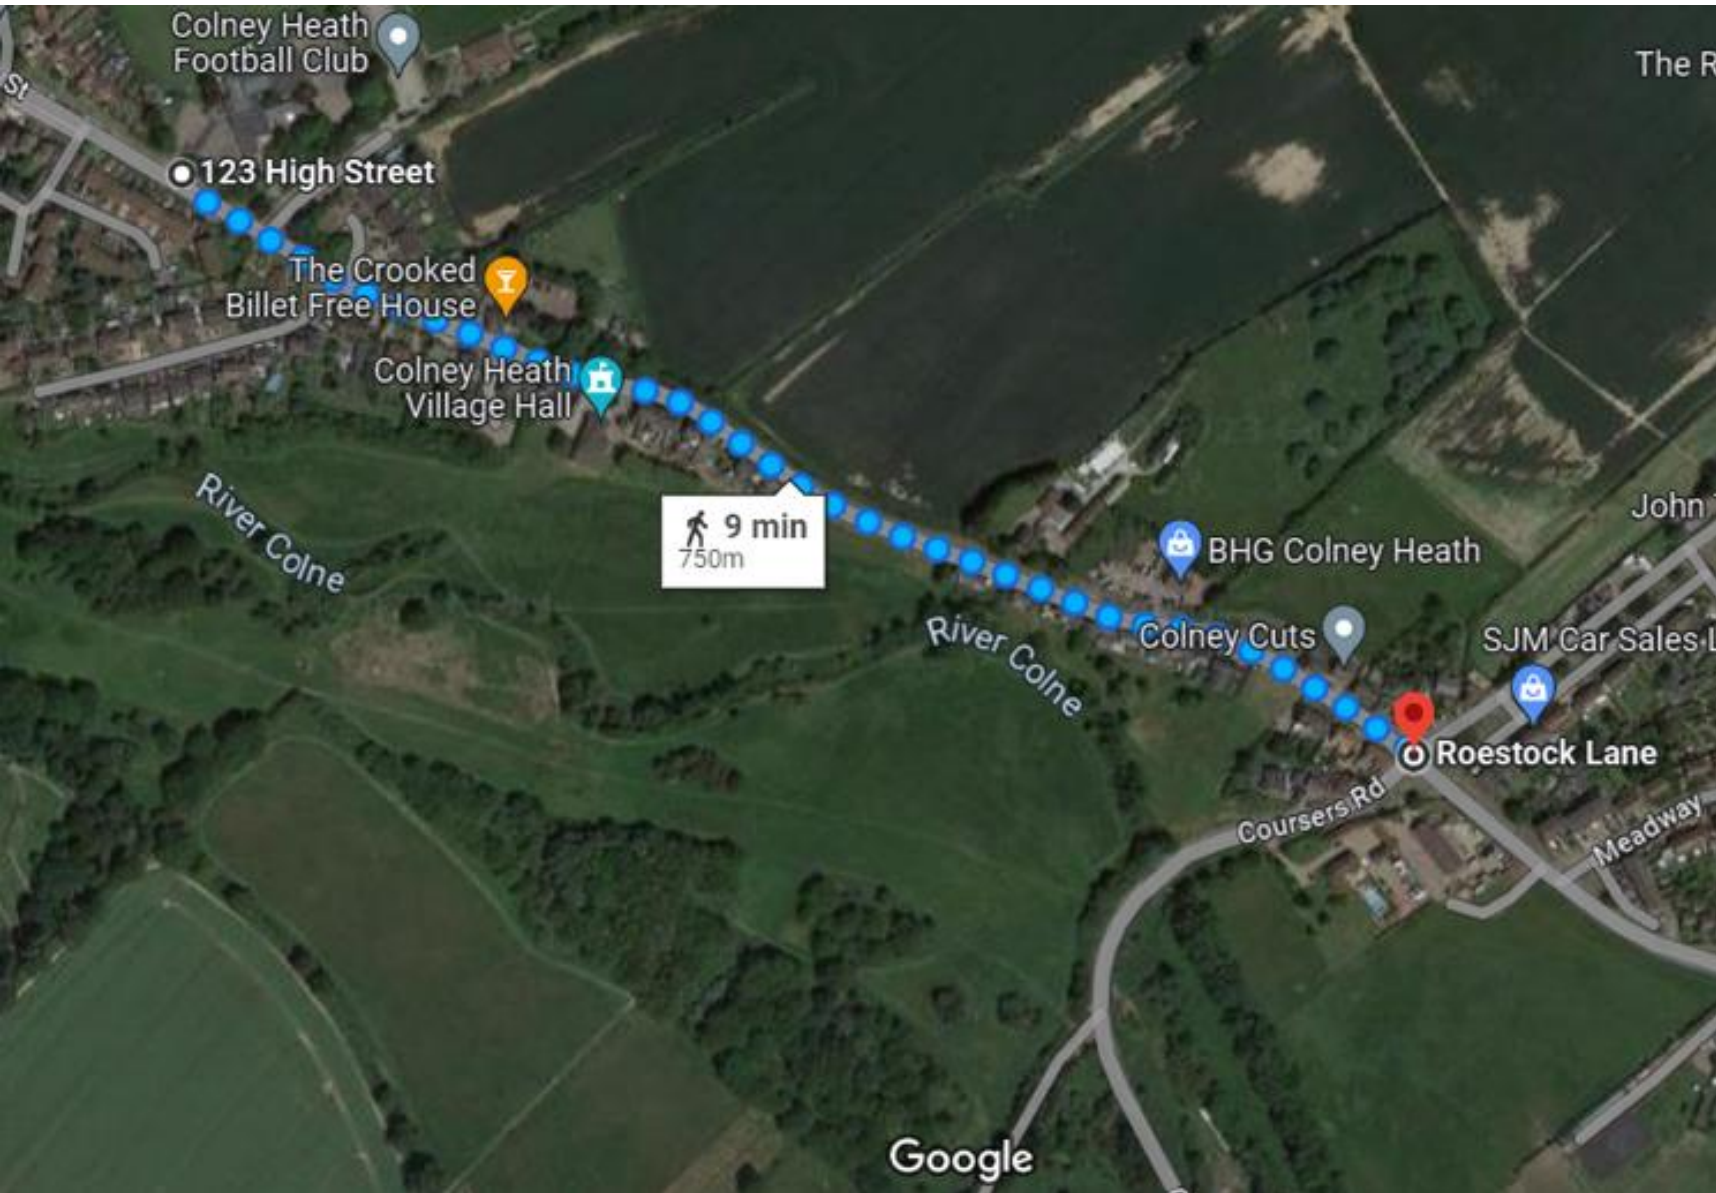 Colney Heath
Football Club
The R
St
123 High Street
The Crooked
Billet Free House
Colney Heath
Village Hall
River Colne
9 min
750m
John
BHG Colney Heath
River Colne
Colney Cuts
SJM Car Sales L
Roestock Lane
Coursers Rd
Meadway
Google